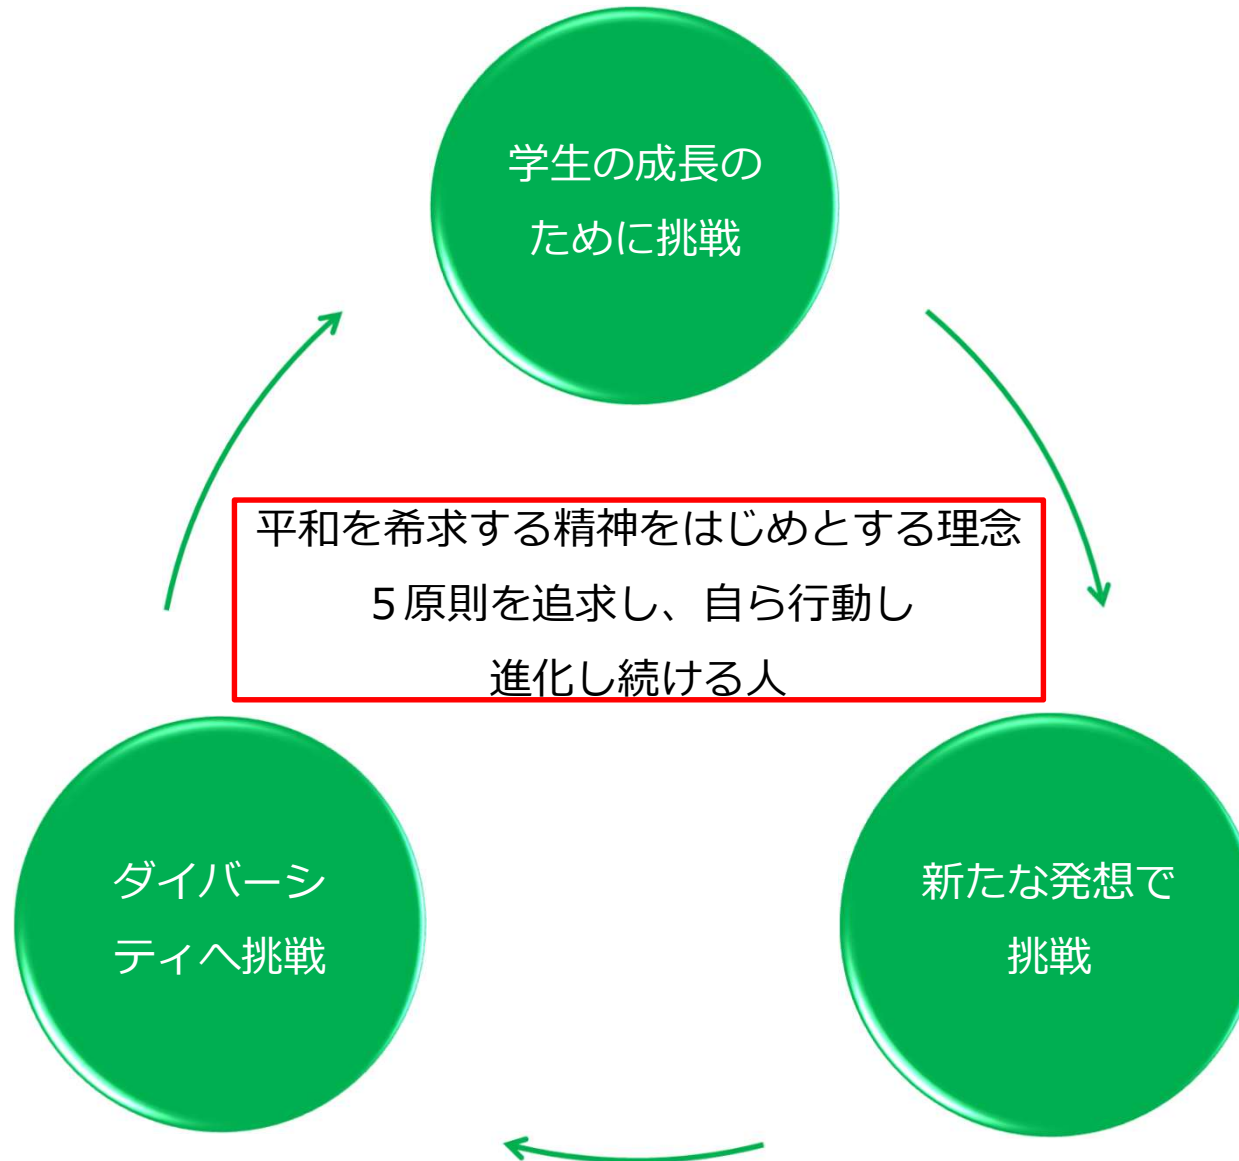 学生の成長の
ために挑戦
平和を希求する精神をはじめとする理念
５原則を追求し、自ら行動し
進化し続ける人
ダイバーシ
ティへ挑戦
新たな発想で
挑戦